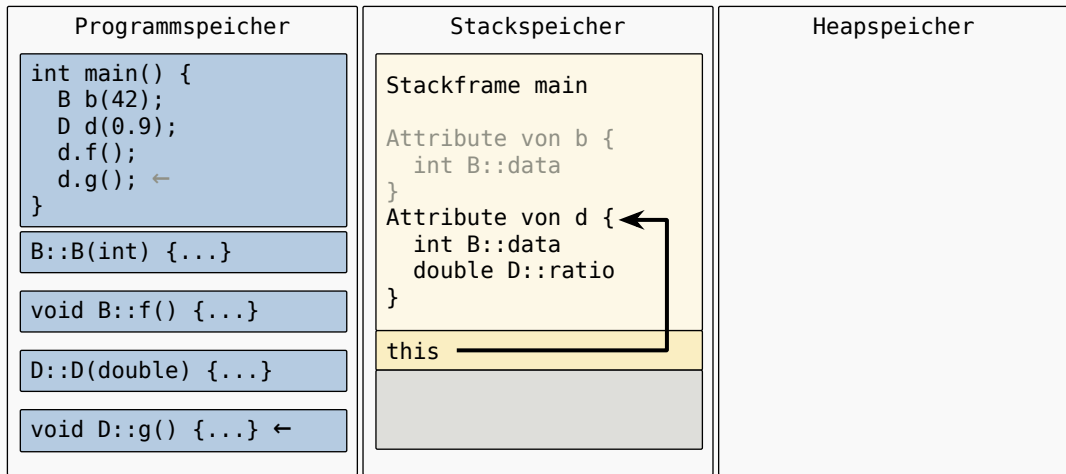 Programmspeicher
int main() {
  B b(42);
  D d(0.9);
  d.f();
  d.g(); ←
}
B::B(int) {...}
void B::f() {...}
D::D(double) {...}
void D::g() {...} ←
Stackspeicher
Stackframe main
Attribute von b {
  int B::data
}
Attribute von d {
  int B::data
  double D::ratio
}
this
Heapspeicher